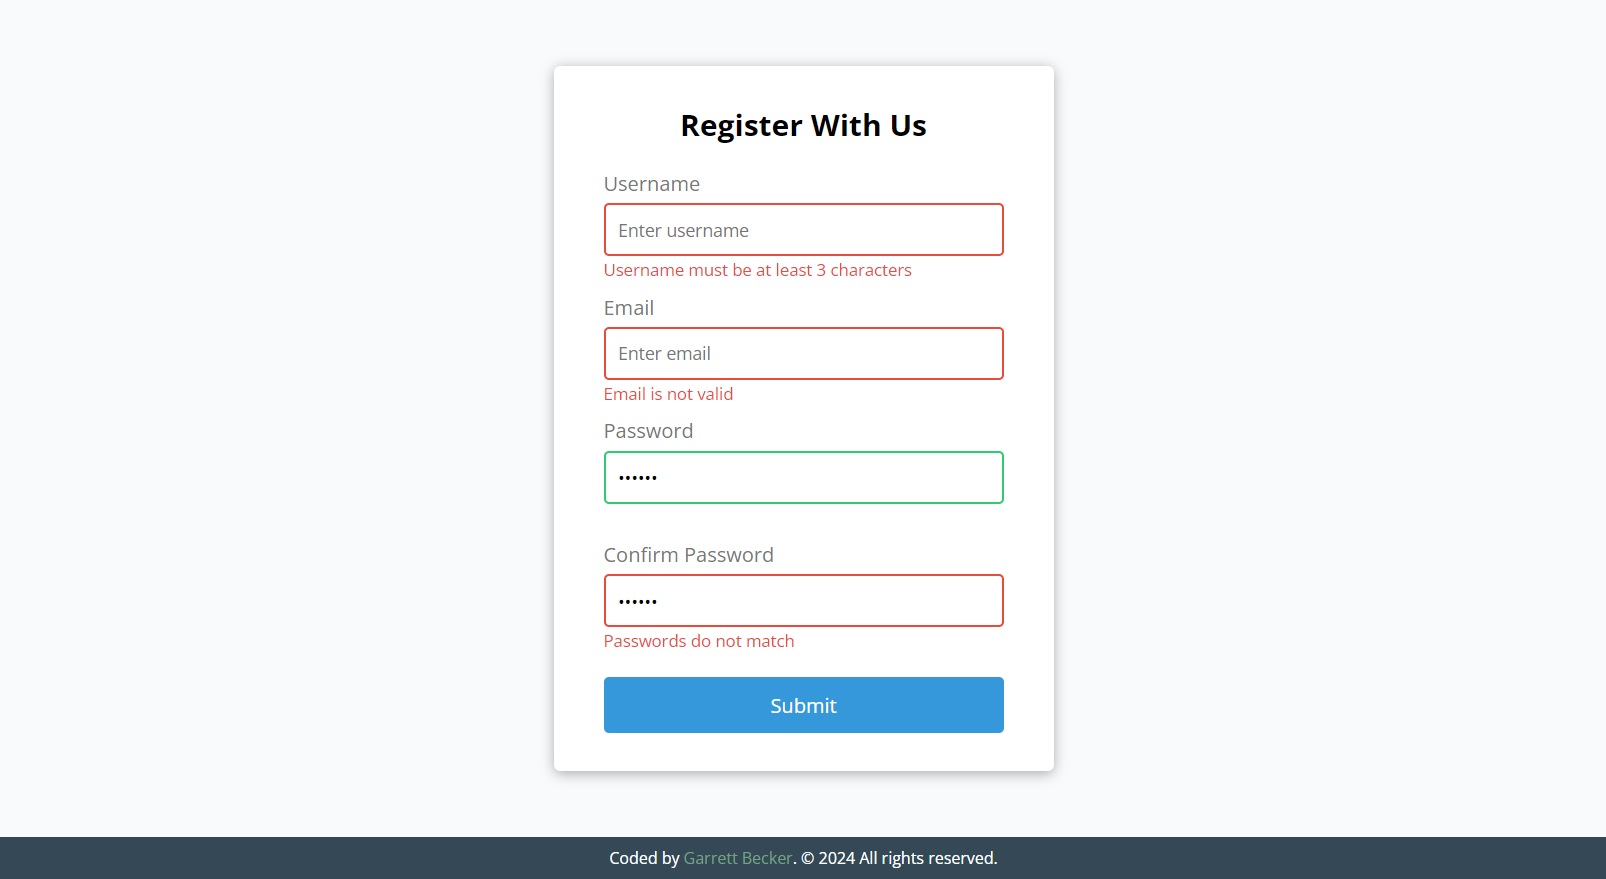 Register With Us
Username
Enter username
Username must be at least 3 characters
Email
Enter email
Email is not valid
Password
••••••
Confirm Password
••••••
Passwords do not match
Submit
Coded by Garrett Becker. © 2024 All rights reserved.